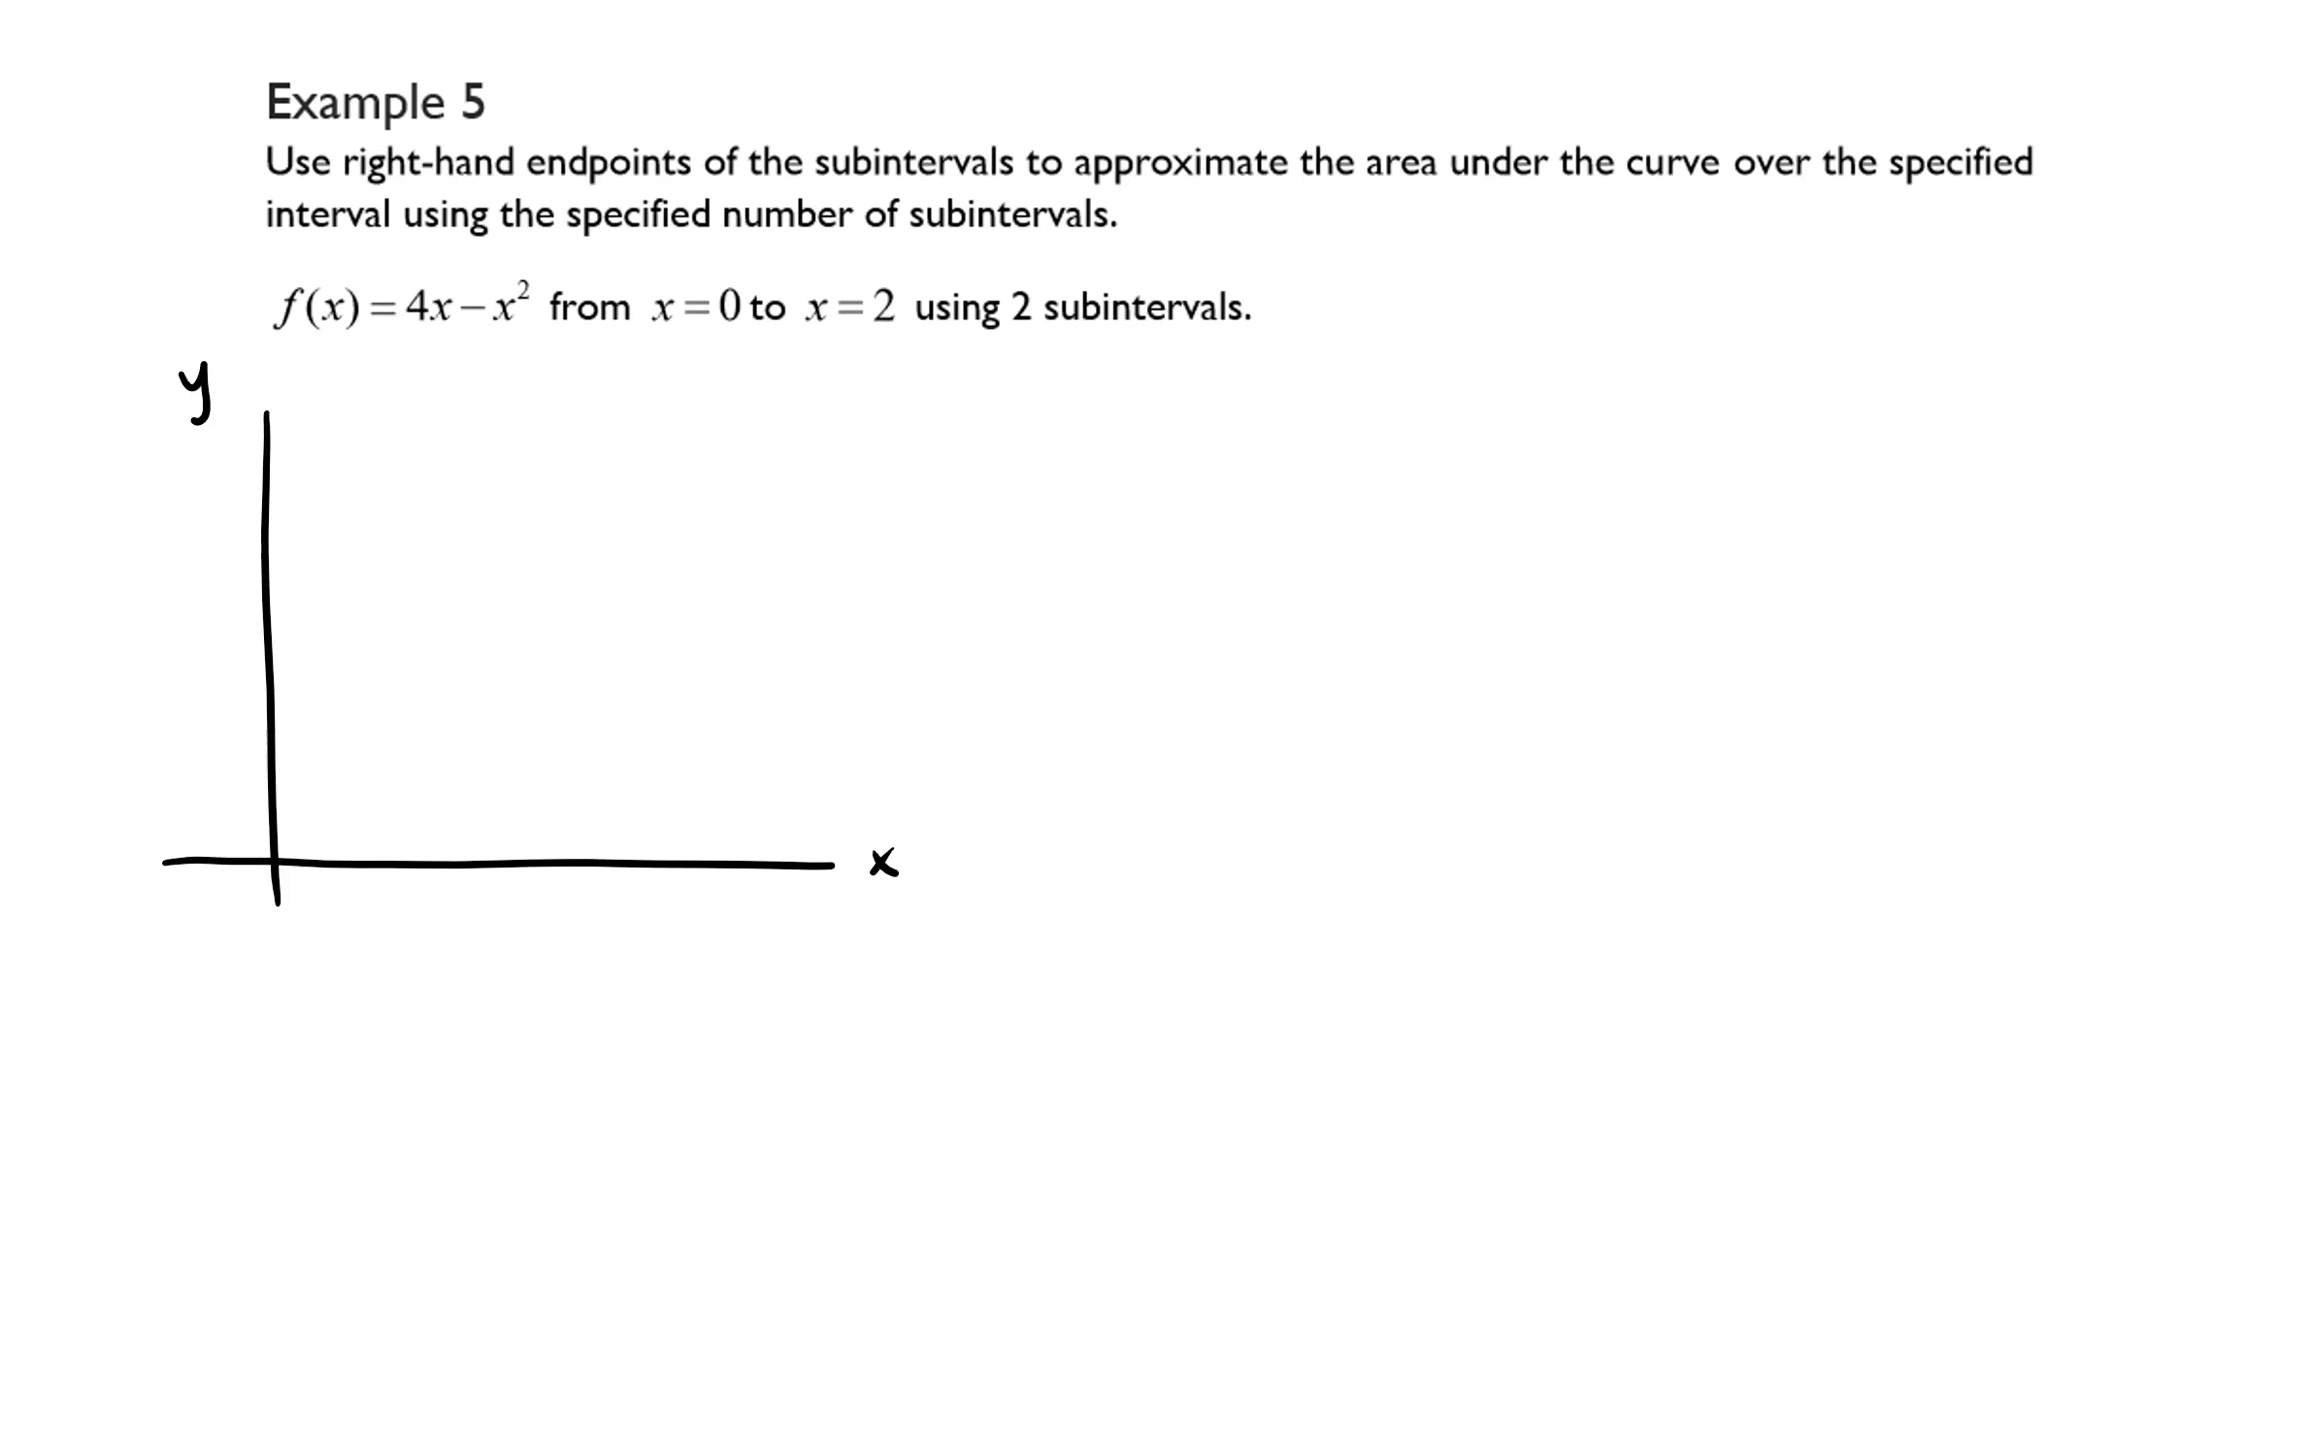 Example 5
Use right-hand endpoints of the subintervals to approximate the area under the curve over the specified
interval using the specified number of subintervals.
f(x) = 4x − x² from x = 0 to x = 2 using 2 subintervals.
y
x